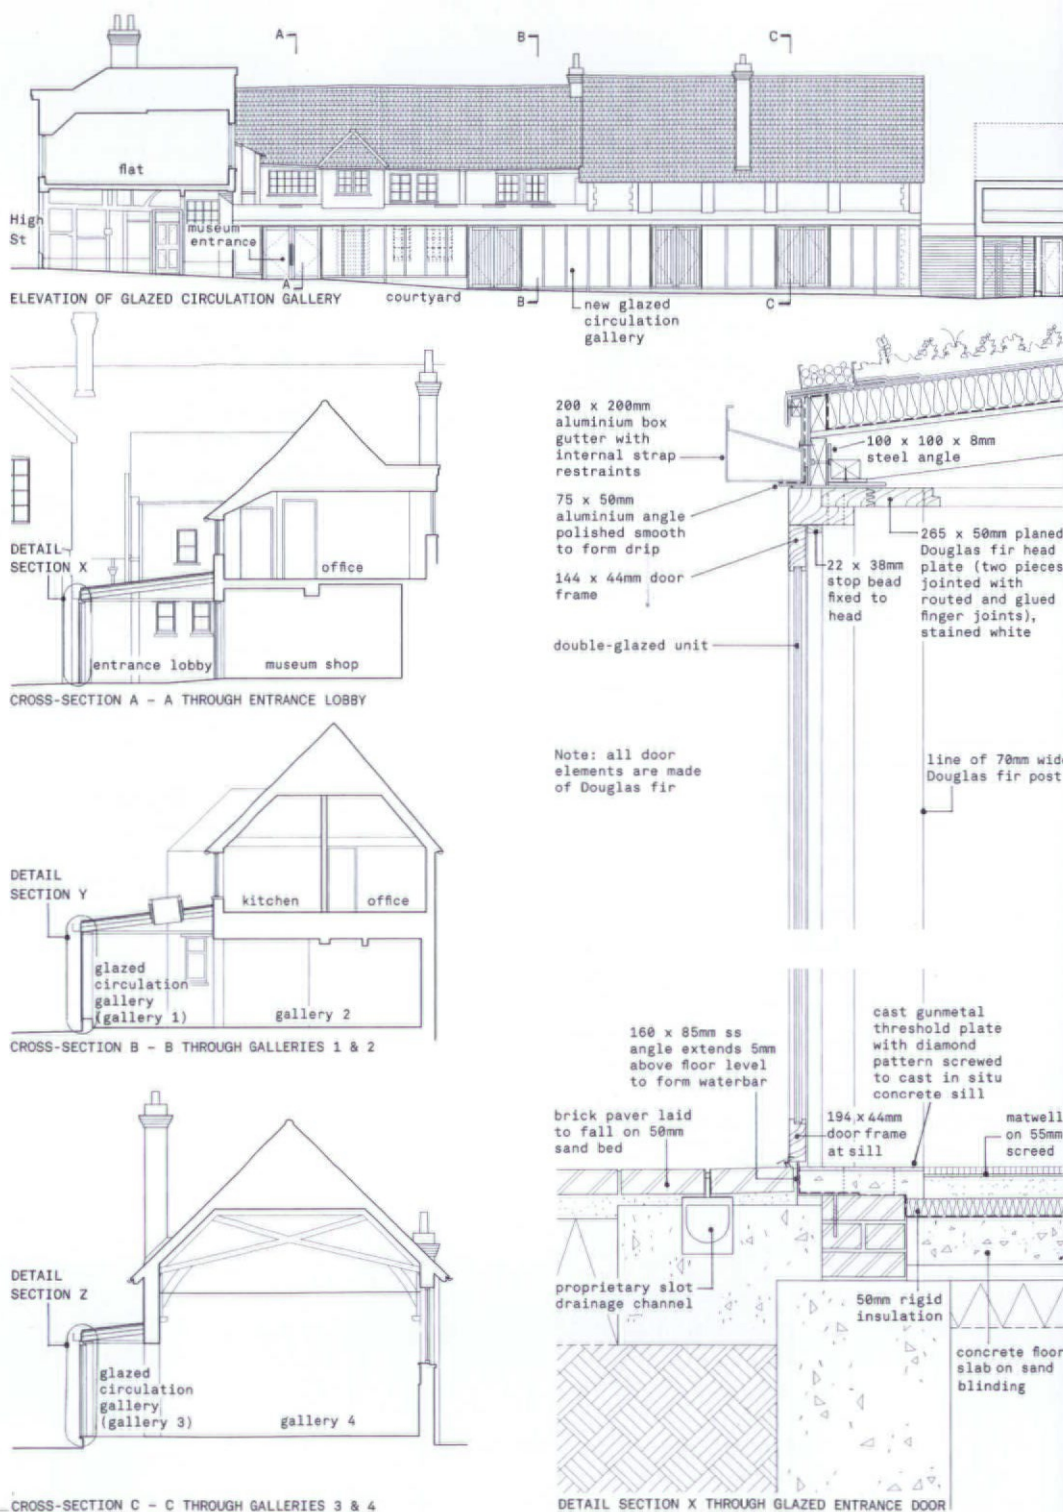 A
B
C
flat
High
St
museum
entrance
A
B
C
ELEVATION OF GLAZED CIRCULATION GALLERY
courtyard
new glazed
circulation
gallery
DETAIL
SECTION X
office
entrance lobby
museum shop
CROSS-SECTION A - A THROUGH ENTRANCE LOBBY
DETAIL
SECTION Y
kitchen
office
glazed
circulation
gallery
(gallery 1)
gallery 2
CROSS-SECTION B - B THROUGH GALLERIES 1 & 2
DETAIL
SECTION Z
glazed
circulation
gallery
(gallery 3)
gallery 4
CROSS-SECTION C - C THROUGH GALLERIES 3 & 4
200 x 200mm
aluminium box
gutter with
internal strap
restraints
75 x 50mm
aluminium angle
polished smooth
to form drip
144 x 44mm door
frame
double-glazed unit
100 x 100 x 8mm
steel angle
22 x 38mm
stop bead
fixed to
head
265 x 50mm planed
Douglas fir head
plate (two pieces
jointed with
routed and glued
finger joints),
stained white
Note: all door
elements are made
of Douglas fir
line of 70mm wide
Douglas fir post
160 x 85mm ss
angle extends 5mm
above floor level
to form waterbar
cast gunmetal
threshold plate
with diamond
pattern screwed
to cast in situ
concrete sill
brick paver laid
to fall on 50mm
sand bed
194 x 44mm
door frame
at sill
matwell
on 55mm
screed
proprietary slot
drainage channel
50mm rigid
insulation
concrete floor
slab on sand
blinding
DETAIL SECTION X THROUGH GLAZED ENTRANCE DOOR